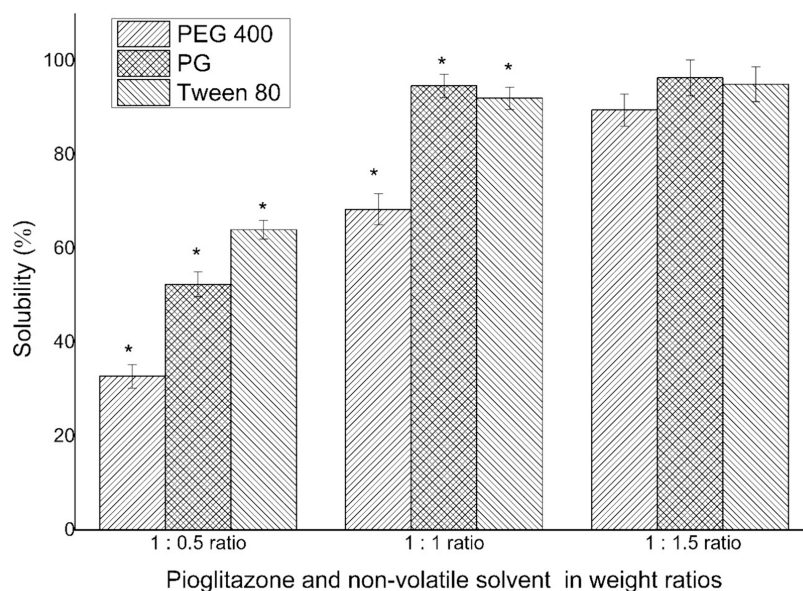 PEG 400
PG
Tween 80
100
80
60
40
20
0
Solubility (%)
* * *
* * *
1 : 0.5 ratio
1 : 1 ratio
1 : 1.5 ratio
Pioglitazone and non-volatile solvent in weight ratios